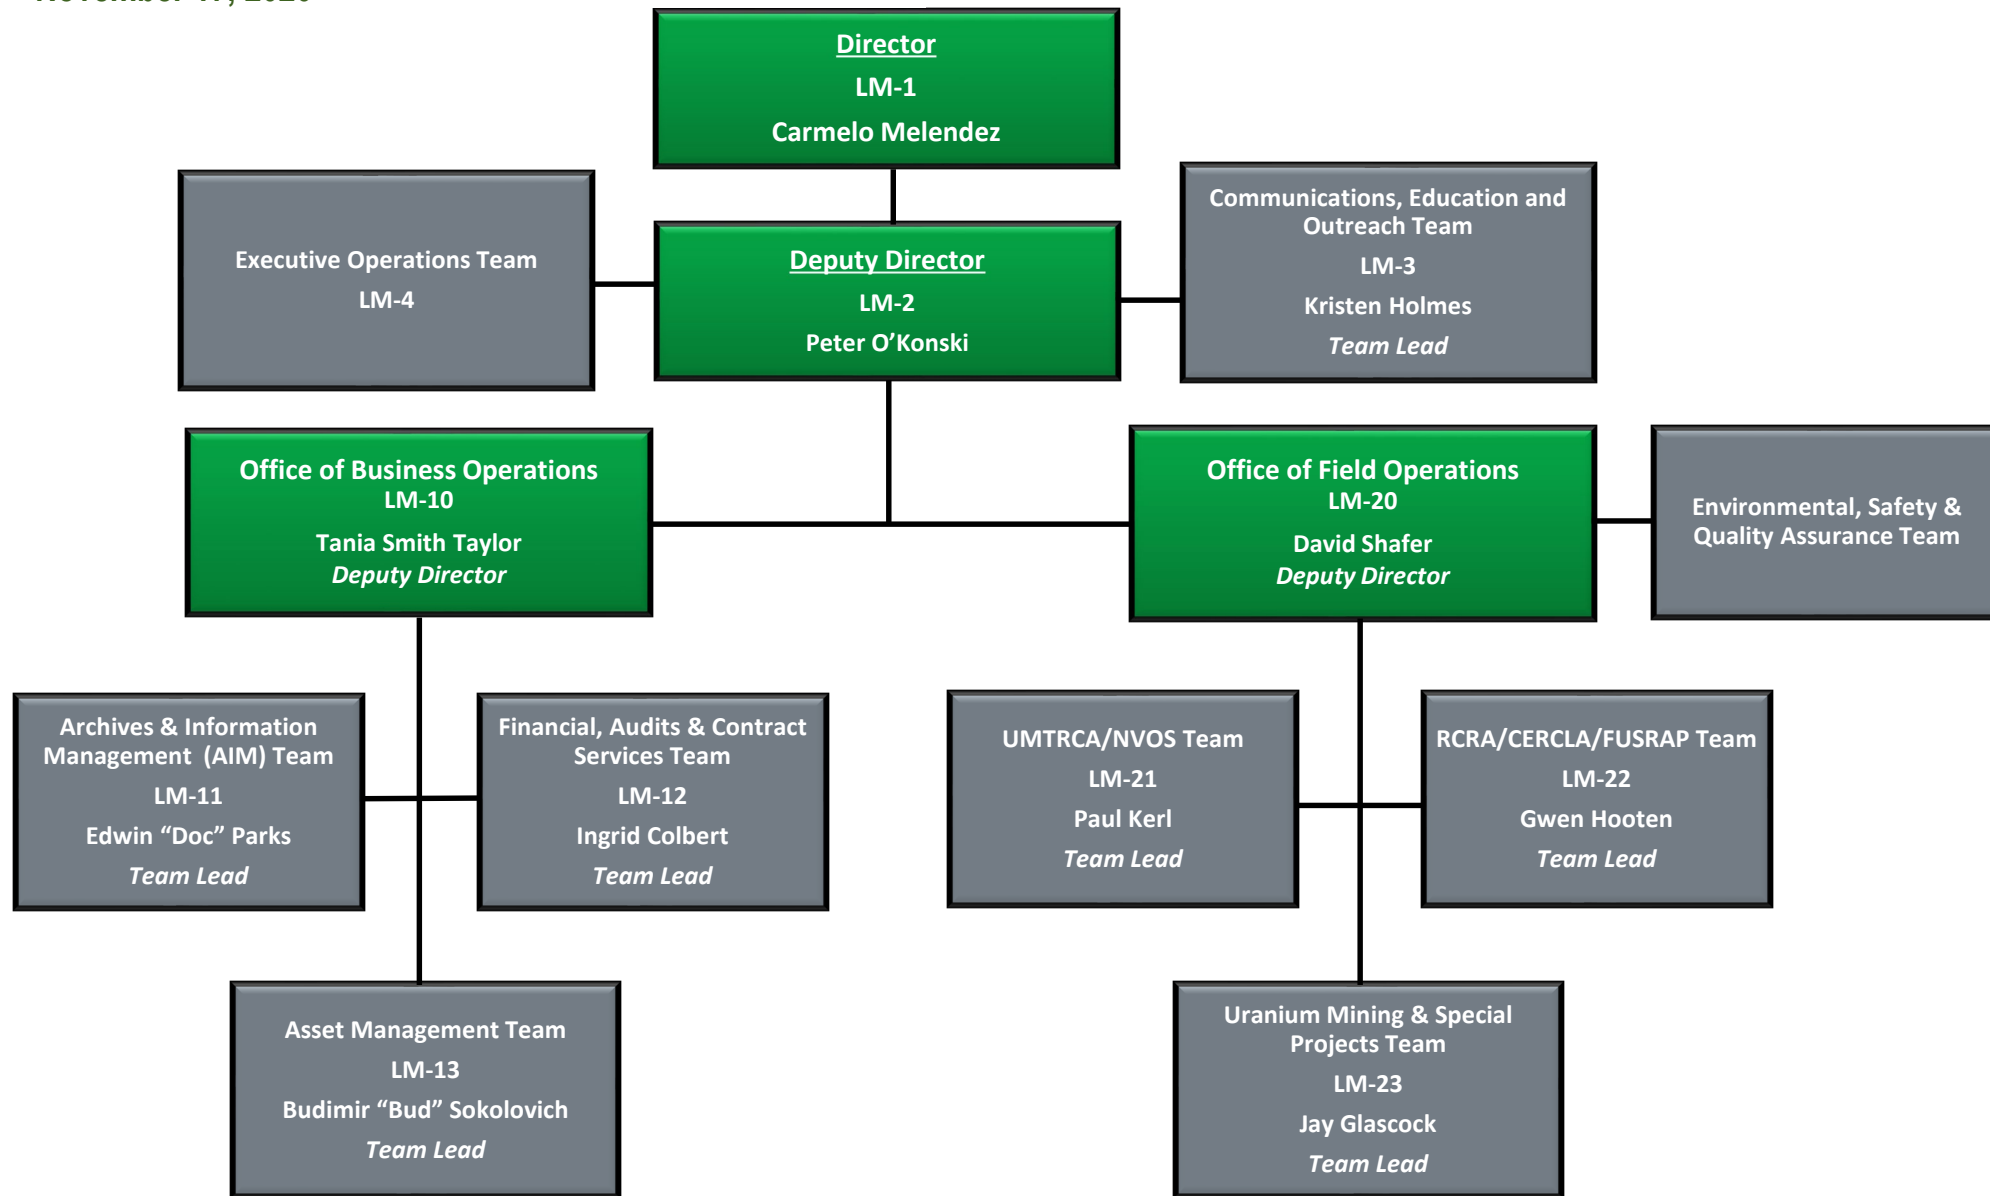 Director
LM-1
Carmelo Melendez
Executive Operations Team
LM-4
Deputy Director
LM-2
Peter O’Konski
Communications, Education and
Outreach Team
LM-3
Kristen Holmes
Team Lead
Office of Business Operations
LM-10
Tania Smith Taylor
Deputy Director
Office of Field Operations
LM-20
David Shafer
Deputy Director
Environmental, Safety &
Quality Assurance Team
Archives & Information
Management (AIM) Team
LM-11
Edwin “Doc” Parks
Team Lead
Financial, Audits & Contract
Services Team
LM-12
Ingrid Colbert
Team Lead
UMTRCA/NVOS Team
LM-21
Paul Kerl
Team Lead
RCRA/CERCLA/FUSRAP Team
LM-22
Gwen Hooten
Team Lead
Asset Management Team
LM-13
Budimir “Bud” Sokolovich
Team Lead
Uranium Mining & Special
Projects Team
LM-23
Jay Glascock
Team Lead